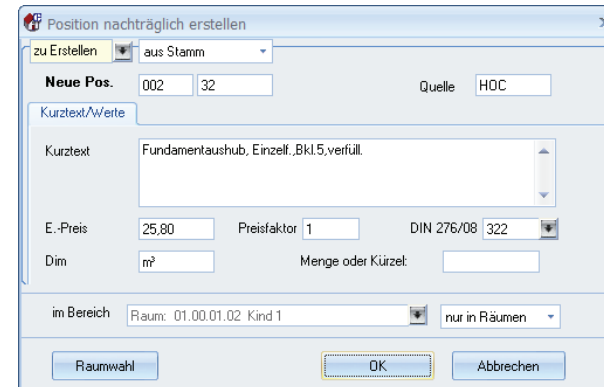 Position nachträglich erstellen
zu Erstellen aus Stamm
Neue Pos. 002 32 Quelle HOC
Kurztext/Werte
Kurztext Fundamentaushub, Einzelf.,Bkl.5,verfüll.
E.-Preis 25,80 Preisfaktor 1 DIN 276/08 322
Dim m³ Menge oder Kürzel:
im Bereich Raum: 01.00.01.02 Kind 1 nur in Räumen
Raumwahl OK Abbrechen